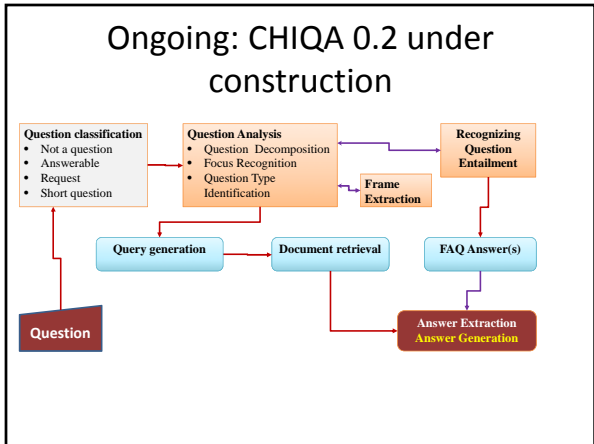 Ongoing: CHIQA 0.2 under
construction
Question classification
• Not a question
• Answerable
• Request
• Short question
Question Analysis
• Question Decomposition
• Focus Recognition
• Question Type
Identification
Recognizing
Question
Entailment
Frame
Extraction
Query generation
Document retrieval
FAQ Answer(s)
Question
Answer Extraction
Answer Generation